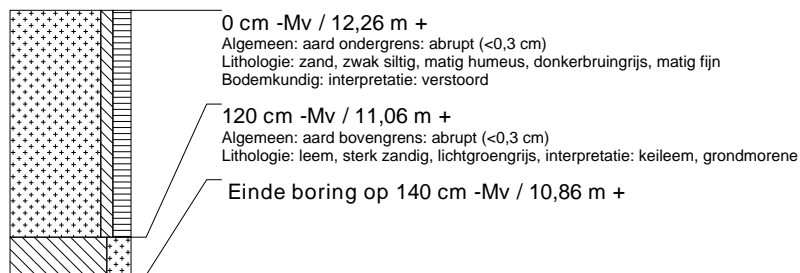 0 cm -Mv / 12,26 m +
Algemeen: aard ondergrens: abrupt (<0,3 cm)
Lithologie: zand, zwak siltig, matig humeus, donkerbruingrijs, matig fijn
Bodemkundig: interpretatie: verstoord
120 cm -Mv / 11,06 m +
Algemeen: aard bovengrens: abrupt (<0,3 cm)
Lithologie: leem, sterk zandig, lichtgroengrijs, interpretatie: keileem, grondmorene
Einde boring op 140 cm -Mv / 10,86 m +